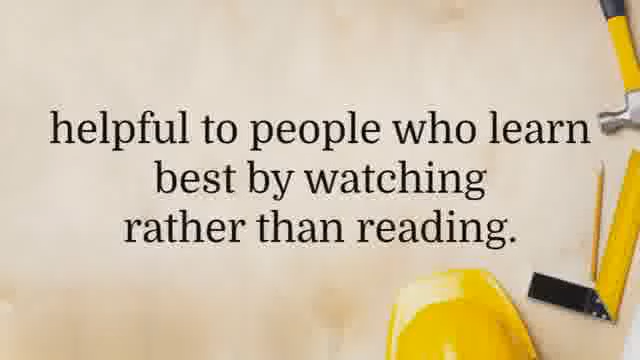 helpful to people who learn
best by watching
rather than reading.